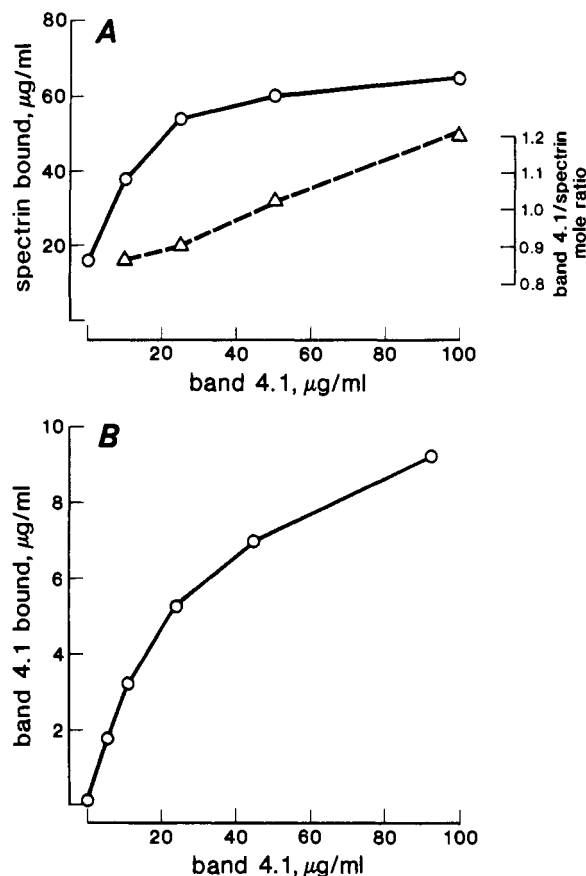 A
80
60
40
20
spectrin bound, μg/ml
1.2
1.1
1.0
0.9
0.8
band 4.1/spectrin
mole ratio
20 40 60 80 100
band 4.1, μg/ml
B
10
8
6
4
2
band 4.1 bound, μg/ml
20 40 60 80 100
band 4.1, μg/ml